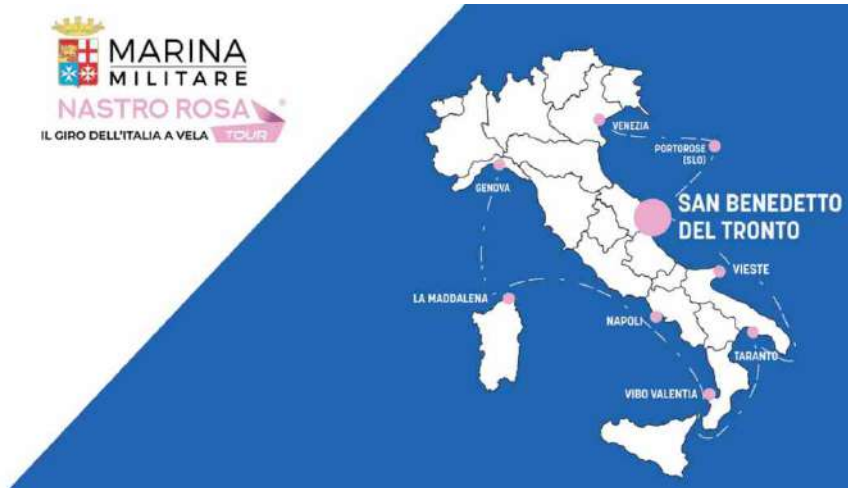 MARINA
MILITARE
NASTRO ROSA®
IL GIRO DELL'ITALIA A VELA TOUR
VENEZIA
PORTOROSE
(SLO)
GENOVA
SAN BENEDETTO
DEL TRONTO
VIESTE
LA MADDALENA
NAPOLI
TARANTO
VIBO VALENTIA